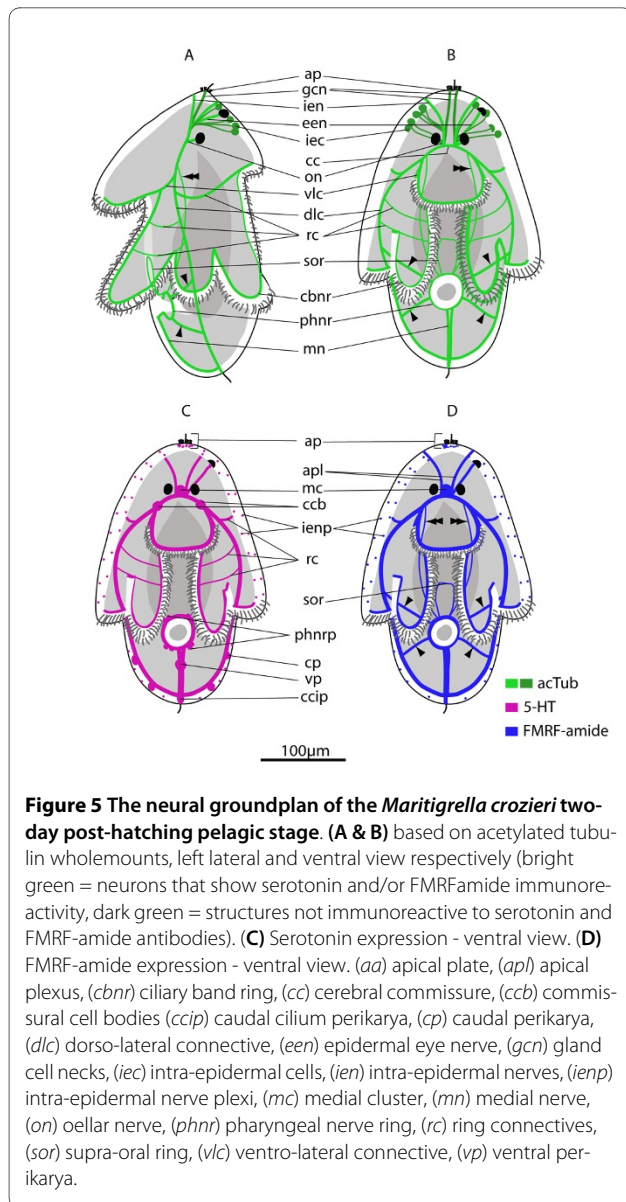 A
B
ap
gcn
ien
een
iec
cc
on
vlc
dlc
rc
sor
cbnr
phnr
mn
C
D
ap
apl
mc
ccb
ienp
rc
sor
phnrp
cp
vp
ccip
acTub
5-HT
FMRF-amide
100µm
Figure 5 The neural groundplan of the Maritigrella crozieri two-
day post-hatching pelagic stage. (A & B) based on acetylated tubu-
lin wholemounts, left lateral and ventral view respectively (bright
green = neurons that show serotonin and/or FMRFamide immunore-
activity, dark green = structures not immunoreactive to serotonin and
FMRF-amide antibodies). (C) Serotonin expression - ventral view. (D)
FMRF-amide expression - ventral view. (aa) apical plate, (apl) apical
plexus, (cbnr) ciliary band ring, (cc) cerebral commissure, (ccb) commis-
sural cell bodies (ccip) caudal cilium perikarya, (cp) caudal perikarya,
(dlc) dorso-lateral connective, (een) epidermal eye nerve, (gcn) gland
cell necks, (iec) intra-epidermal cells, (ien) intra-epidermal nerves, (ienp)
intra-epidermal nerve plexi, (mc) medial cluster, (mn) medial nerve,
(on) oellar nerve, (phnr) pharyngeal nerve ring, (rc) ring connectives,
(sor) supra-oral ring, (vlc) ventro-lateral connective, (vp) ventral per-
ikarya.